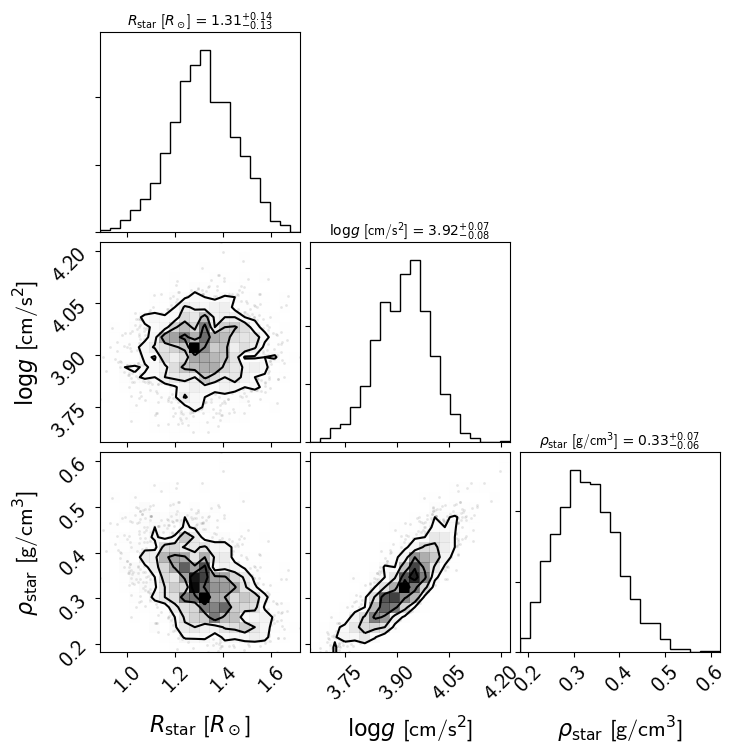 R_star [R_⊙] = 1.31^{+0.14}_{-0.13}
4.20
4.05
3.90
3.75
log g [cm/s²]
log g [cm/s²] = 3.92^{+0.07}_{-0.08}
0.6
0.5
0.4
0.3
0.2
ρ_star [g/cm³]
ρ_star [g/cm³] = 0.33^{+0.07}_{-0.06}
1.0 1.2 1.4 1.6
3.75 3.90 4.05 4.20
0.2 0.3 0.4 0.5 0.6
R_star [R_⊙]
log g [cm/s²]
ρ_star [g/cm³]